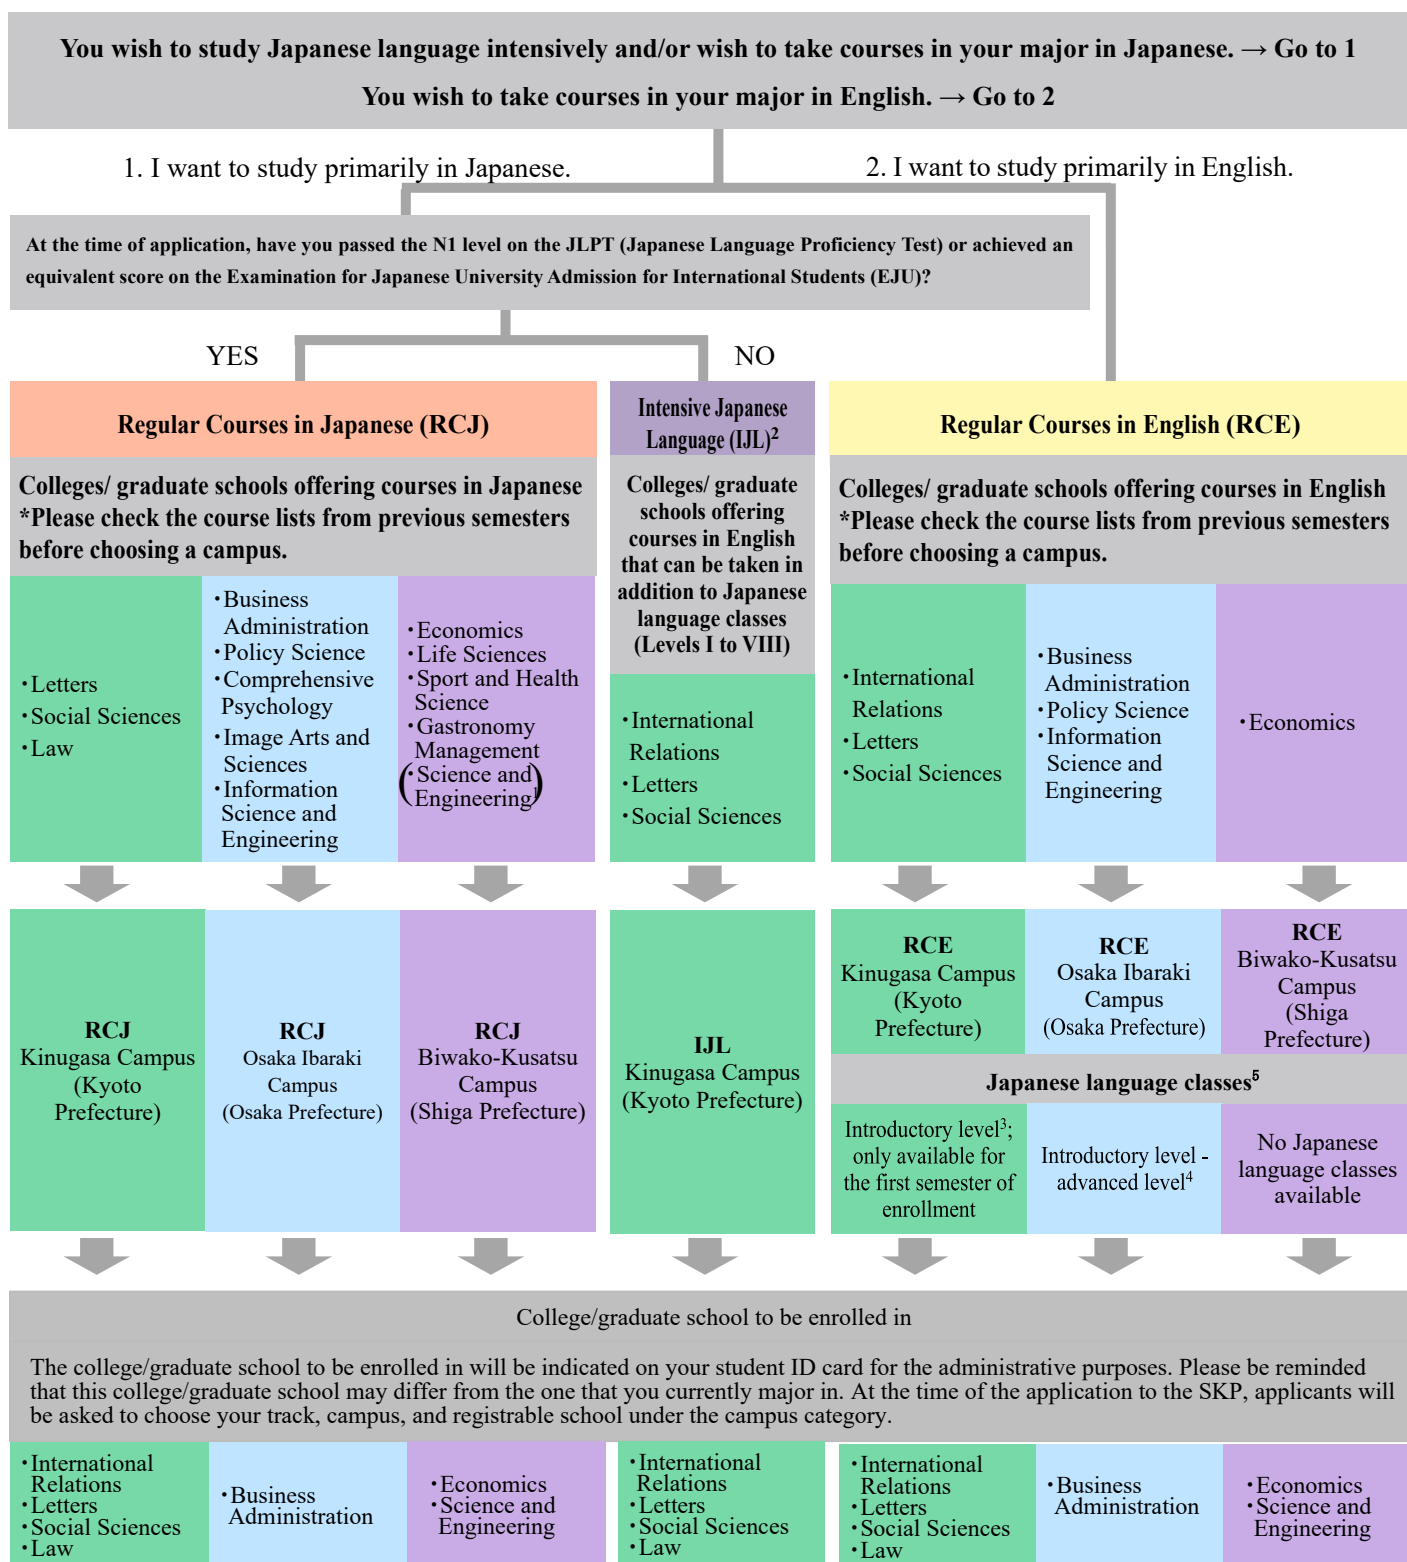 You wish to study Japanese language intensively and/or wish to take courses in your major in Japanese. → Go to 1
You wish to take courses in your major in English. → Go to 2
1. I want to study primarily in Japanese.
2. I want to study primarily in English.
At the time of application, have you passed the N1 level on the JLPT (Japanese Language Proficiency Test) or achieved an
equivalent score on the Examination for Japanese University Admission for International Students (EJU)?
YES
NO
Regular Courses in Japanese (RCJ)
Colleges/ graduate schools offering courses in Japanese
*Please check the course lists from previous semesters
before choosing a campus.
・Letters
・Social Sciences
・Law
・Business
Administration
・Policy Science
・Comprehensive
Psychology
・Image Arts and
Sciences
・Information
Science and
Engineering
・Economics
・Life Sciences
・Sport and Health
Science
・Gastronomy
Management
(・Science and
Engineering1)
Intensive Japanese
Language (IJL)2
Colleges/ graduate
schools offering
courses in English
that can be taken in
addition to Japanese
language classes
(Levels I to VIII)
・International
Relations
・Letters
・Social Sciences
Regular Courses in English (RCE)
Colleges/ graduate schools offering courses in English
*Please check the course lists from previous semesters
before choosing a campus.
・International
Relations
・Letters
・Social Sciences
・Business
Administration
・Policy Science
・Information
Science and
Engineering
・Economics
RCJ
Kinugasa Campus
(Kyoto
Prefecture)
RCJ
Osaka Ibaraki
Campus
(Osaka Prefecture)
RCJ
Biwako-Kusatsu
Campus
(Shiga Prefecture)
IJL
Kinugasa Campus
(Kyoto Prefecture)
RCE
Kinugasa Campus
(Kyoto
Prefecture)
RCE
Osaka Ibaraki
Campus
(Osaka Prefecture)
RCE
Biwako-Kusatsu
Campus
(Shiga
Prefecture)
Japanese language classes5
Introductory level3;
only available for
the first semester of
enrollment
Introductory level -
advanced level4
No Japanese
language classes
available
College/graduate school to be enrolled in
The college/graduate school to be enrolled in will be indicated on your student ID card for the administrative purposes. Please be reminded
that this college/graduate school may differ from the one that you currently major in. At the time of the application to the SKP, applicants will
be asked to choose your track, campus, and registrable school under the campus category.
・International
Relations
・Letters
・Social Sciences
・Law
・Business
Administration
・Economics
・Science and
Engineering
・International
Relations
・Letters
・Social Sciences
・Law
・International
Relations
・Letters
・Social Sciences
・Law
・Business
Administration
・Economics
・Science and
Engineering